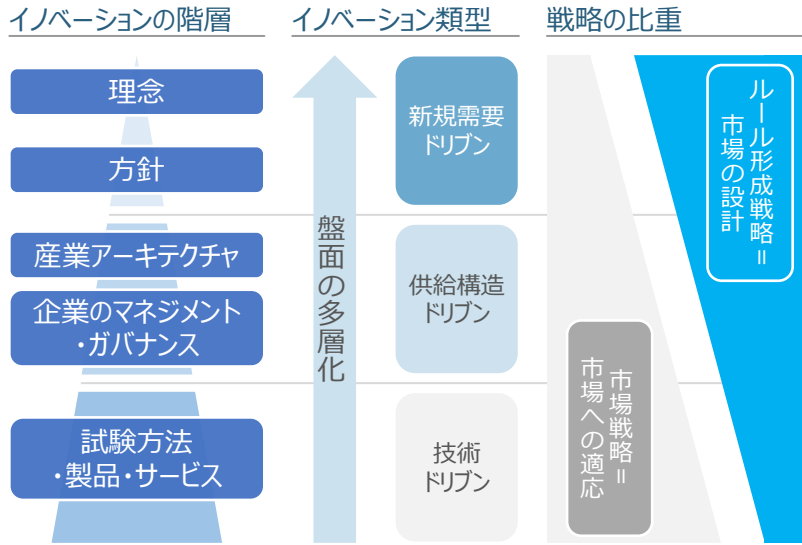 イノベーションの階層
イノベーション類型
戦略の比重
理念
方針
産業アーキテクチャ
企業のマネジメント
・ガバナンス
試験方法
・製品・サービス
盤面の多層化
新規需要
ドリブン
供給構造
ドリブン
技術
ドリブン
ルール形成戦略＝
市場の設計
市場戦略＝
市場への適応